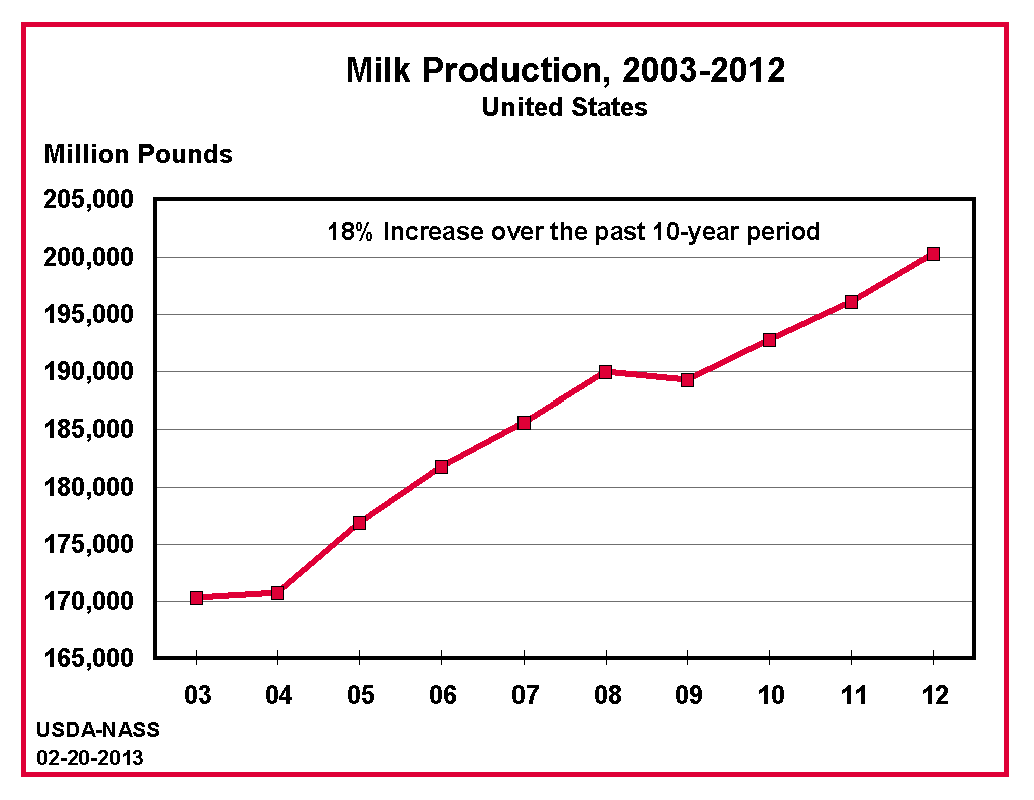 Milk Production, 2003-2012
United States
Million Pounds
205,000
18% Increase over the past 10-year period
200,000
195,000
190,000
185,000
180,000
175,000
170,000
165,000
03 04 05 06 07 08 09 10 11 12
USDA-NASS
02-20-2013